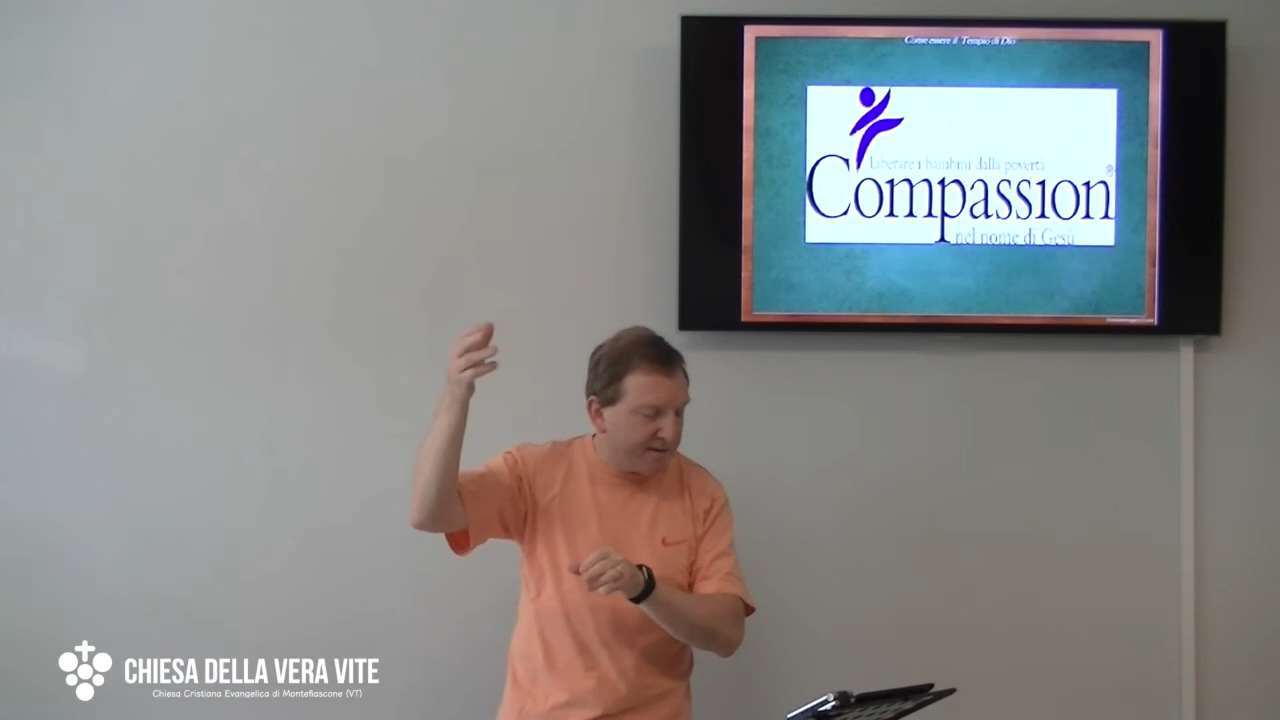 Come essere il Tempio di Dio
Liberare i bambini dalla povertà
Compassion®
nel nome di Gesù
CHIESA DELLA VERA VITE
Chiesa Cristiana Evangelica di Montefiascone (VT)